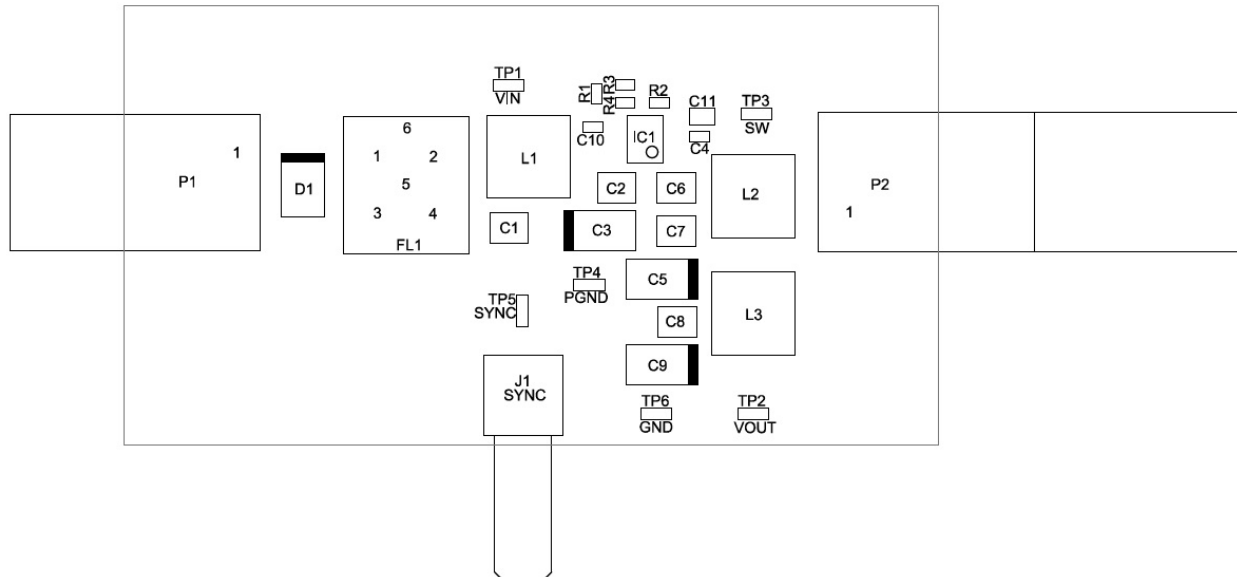 TP1
VIN
R1
R3
R4
R2
C11
TP3
SW
C10
IC1
C4
P1
1
D1
6
1
2
5
3
4
FL1
L1
C2
C6
L2
P2
1
C1
C3
C7
TP4
PGND
C5
TP5
SYNC
C8
L3
C9
J1
SYNC
TP6
GND
TP2
VOUT